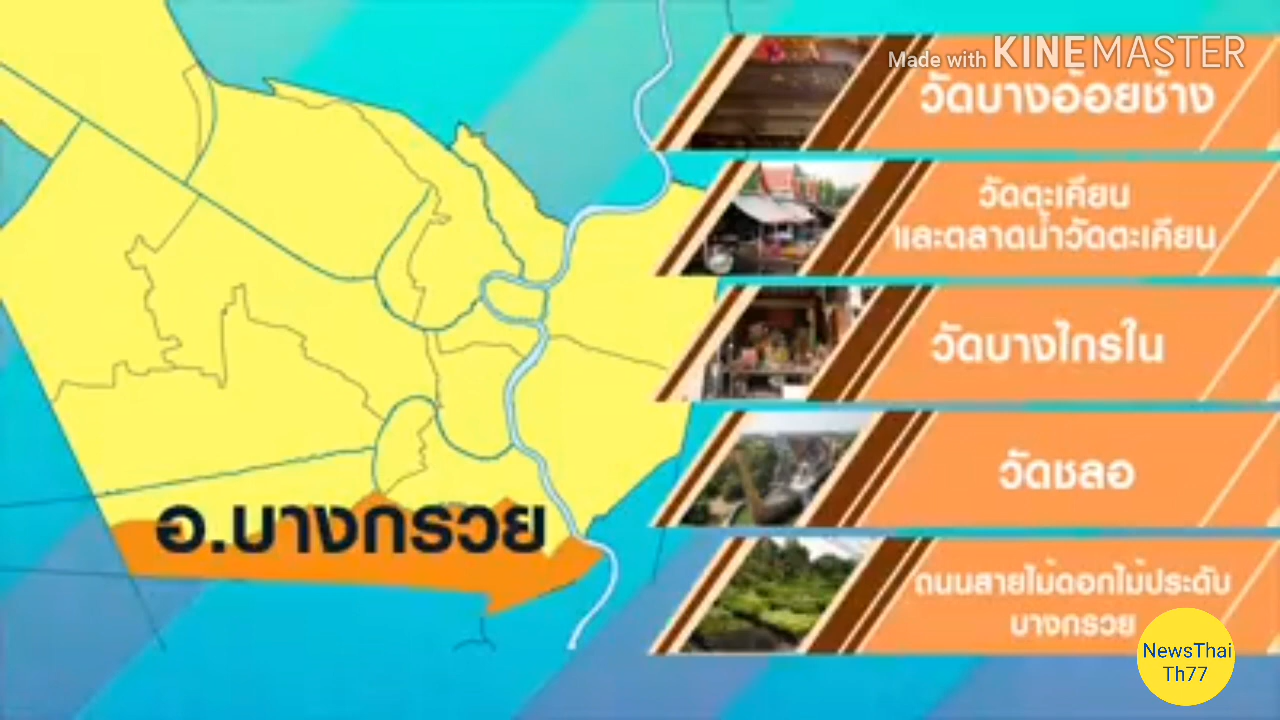 Made with KINEMASTER
วัดบางอ้อยช้าง
วัดตะเคียน
และตลาดน้ำวัดตะเคียน
วัดบางไกรใน
วัดชลอ
อ.บางกรวย
ถนนสายไม้ดอกไม้ประดับ
บางกรวย
NewsThai
Th77